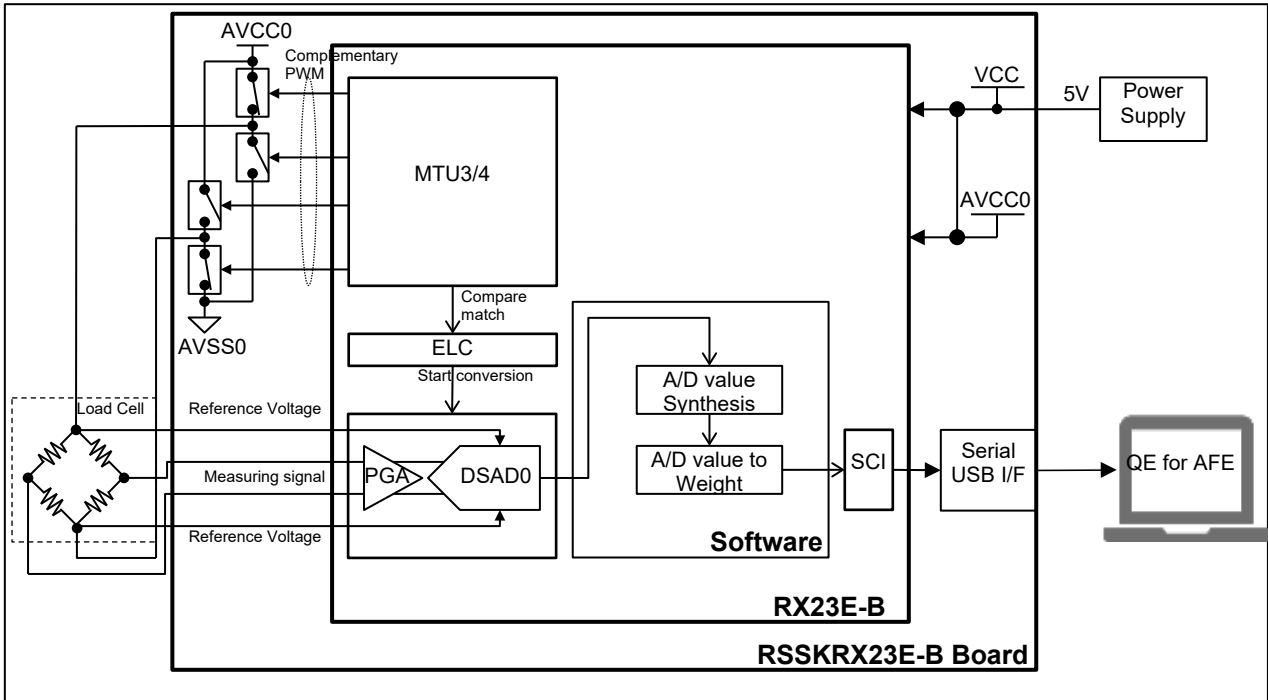 AVCC0
Complementary
PWM
MTU3/4
VCC
5V
Power
Supply
AVCC0
Compare
match
AVSS0
ELC
Start conversion
Load Cell
Reference Voltage
Measuring signal
PGA
DSAD0
Reference Voltage
A/D value
Synthesis
A/D value to
Weight
Software
SCI
Serial
USB I/F
QE for AFE
RX23E-B
RSSKRX23E-B Board